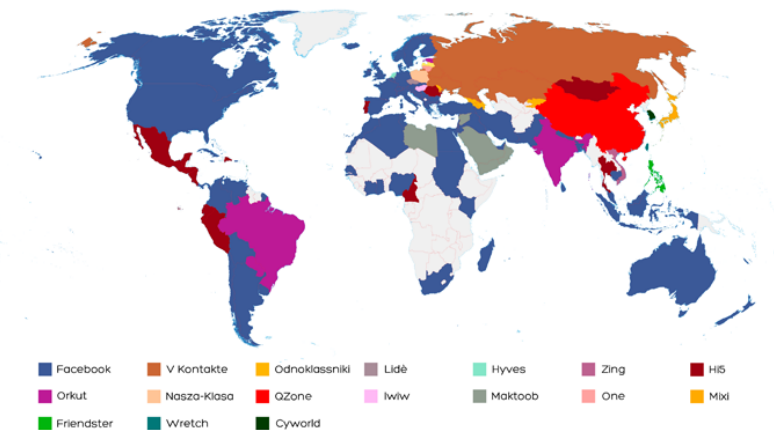 Facebook V Kontakte Odnoklassniki Lidè Hyves Zing Hi5
Orkut Nasza-Klasa QZone Iwiw Maktoob One Mixi
Friendster Wretch Cyworld